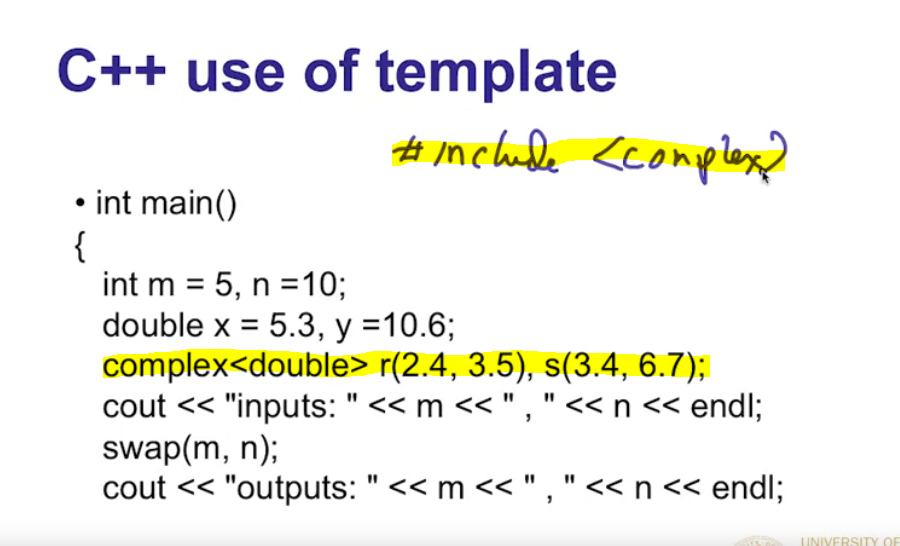 C++ use of template
#include <complex>
• int main()
{
int m = 5, n =10;
double x = 5.3, y =10.6;
complex<double> r(2.4, 3.5), s(3.4, 6.7);
cout << "inputs: " << m << " , " << n << endl;
swap(m, n);
cout << "outputs: " << m << " , " << n << endl;
UNIVERSITY OF